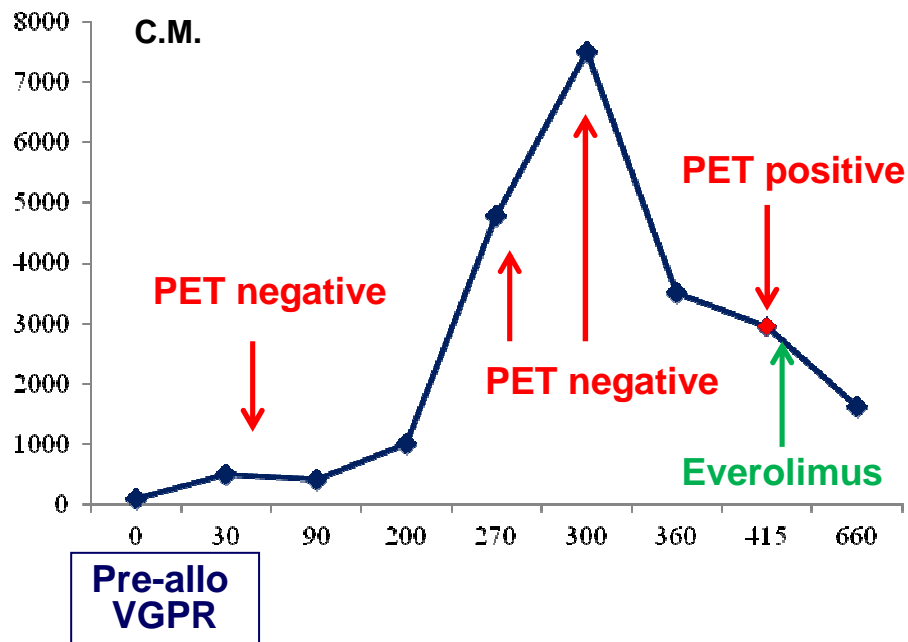 8000
C.M.
7000
6000
PET positive
5000
4000
PET negative
3000
PET negative
2000
1000
Everolimus
0
0 30 90 200 270 300 360 415 660
Pre-allo
VGPR